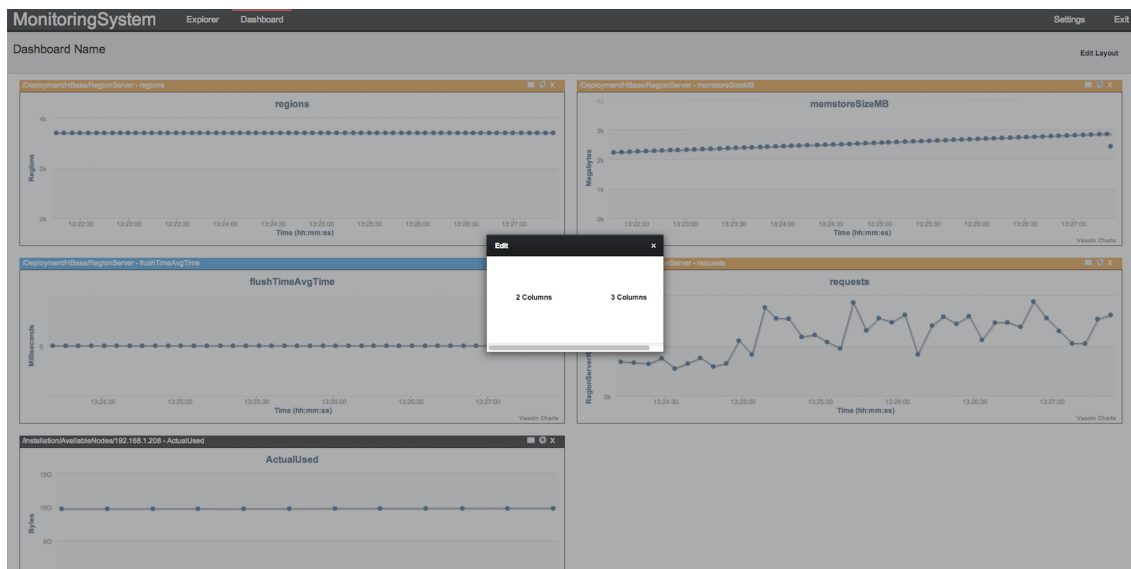 MonitoringSystem Explorer Dashboard Settings Exit
Dashboard Name
Edit Layout
/Deployment/HBase/RegionServer - regions X
regions
4k
2k
0k
Regions
13:22:30 13:23:00 13:23:30 13:24:00 13:24:30 13:25:00 13:25:30 13:26:00 13:26:30 13:27:00
Time (hh:mm:ss)
/Deployment/HBase/RegionServer - memstoreSizeMB X
memstoreSizeMB
4k
3k
2k
1k
0k
Megabytes
13:22:30 13:23:00 13:23:30 13:24:00 13:24:30 13:25:00 13:25:30 13:26:00 13:26:30 13:27:00
Time (hh:mm:ss)
Vaadin Charts
Edit ×
2 Columns 3 Columns
/Deployment/HBase/RegionServer - flushTimeAvgTime
flushTimeAvgTime
0
Milliseconds
13:24:30 13:25:00 13:25:30 13:26:00 13:26:30 13:27:00
Time (hh:mm:ss)
Vaadin Charts
- requests X
requests
0k
13:24:30 13:25:00 13:25:30 13:26:00 13:26:30 13:27:00
Time (hh:mm:ss)
Vaadin Charts
/Installation/AvailableNodes/192.168.1.208 - ActualUsed X
ActualUsed
15G
10G
5G
Bytes